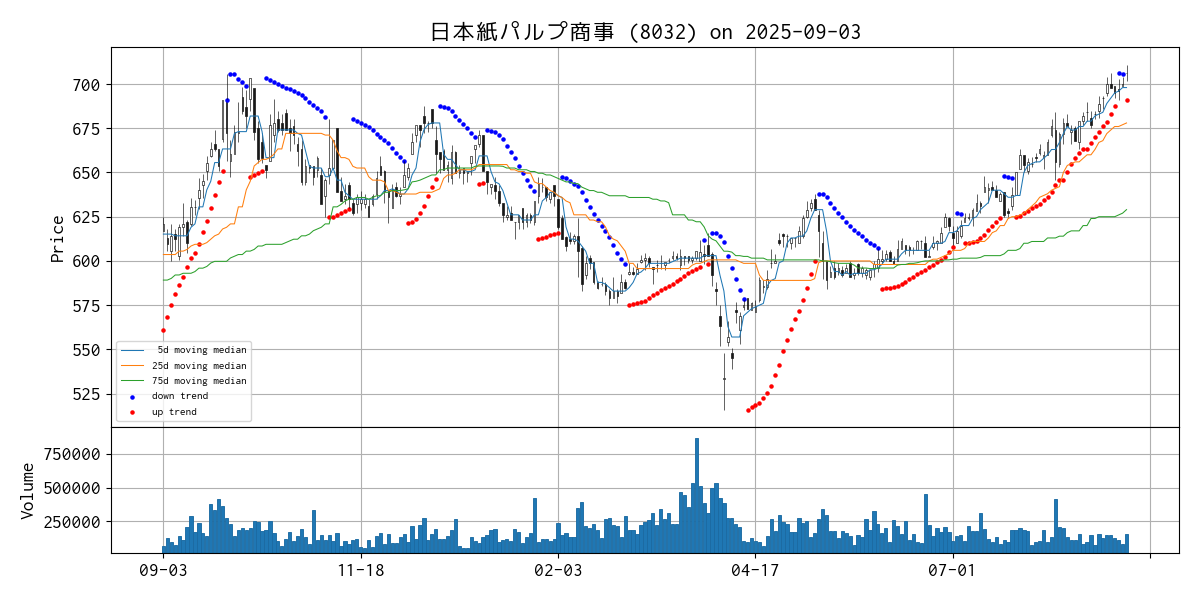 日本紙パルプ商事 (8032) on 2025-09-03
Price
700
675
650
625
600
575
550
525
5d moving median
25d moving median
75d moving median
down trend
up trend
Volume
750000
500000
250000
09-03
11-18
02-03
04-17
07-01